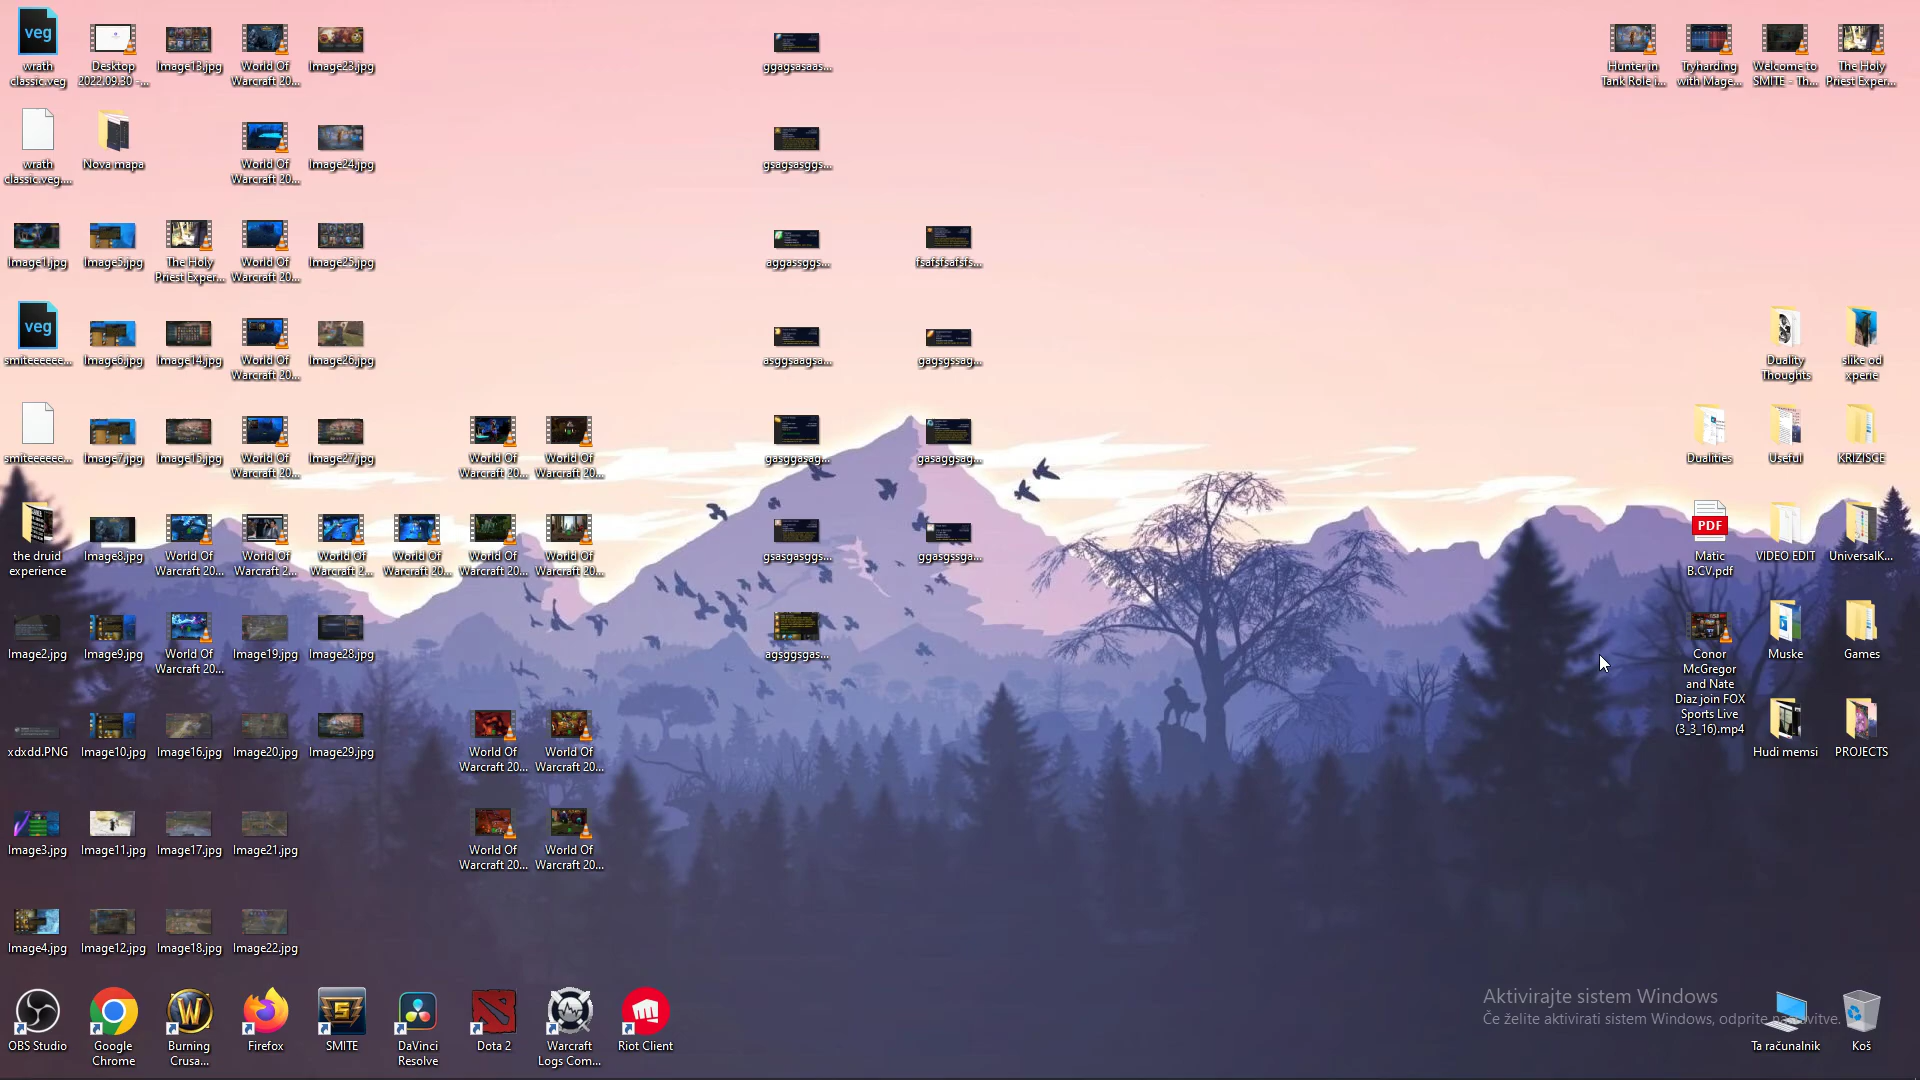 veg
wrath
classic.veg
Desktop
2022.09.30 -...
Image13.jpg
World Of
Warcraft 20...
Image23.jpg
ggagsasaas...
Hunter in
Tank Role i...
Tryharding
with Mage...
Welcome to
SMITE - Th...
The Holy
Priest Exper...
wrath
classic.veg....
Nova mapa
World Of
Warcraft 20...
Image24.jpg
gsagsasggs...
Image1.jpg
Image5.jpg
The Holy
Priest Exper...
World Of
Warcraft 20...
Image25.jpg
aggassggs...
fsafsfsafsfs...
veg
smiteeeeee...
Image6.jpg
Image14.jpg
World Of
Warcraft 20...
Image26.jpg
asggsaagsa...
gagsgssag...
Duality
Thoughts
slike od
xperie
smiteeeeee...
Image7.jpg
Image15.jpg
World Of
Warcraft 20...
Image27.jpg
World Of
Warcraft 20...
World Of
Warcraft 20...
gasggasag...
gasaggsag...
Dualities
Useful
KRIZISCE
the druid
experience
Image8.jpg
World Of
Warcraft 20...
World Of
Warcraft 2...
World Of
Warcraft 2...
World Of
Warcraft 20...
World Of
Warcraft 20...
World Of
Warcraft 20...
gsasgasggs...
ggasgssga...
PDF
Matic
B.CV.pdf
VIDEO EDIT
UniversalK...
Image2.jpg
Image9.jpg
World Of
Warcraft 20...
Image19.jpg
Image28.jpg
agsggsgas...
Conor
McGregor
and Nate
Diaz join FOX
Sports Live
(3_3_16).mp4
Muske
Games
xdxdd.PNG
Image10.jpg
Image16.jpg
Image20.jpg
Image29.jpg
World Of
Warcraft 20...
World Of
Warcraft 20...
Hudi memsi
PROJECTS
Image3.jpg
Image11.jpg
Image17.jpg
Image21.jpg
World Of
Warcraft 20...
World Of
Warcraft 20...
Image4.jpg
Image12.jpg
Image18.jpg
Image22.jpg
OBS Studio
Google
Chrome
Burning
Crusa...
Firefox
SMITE
DaVinci
Resolve
Dota 2
Warcraft
Logs Com...
Riot Client
Aktivirajte sistem Windows
Če želite aktivirati sistem Windows, odprite nastavitve.
Ta računalnik
Koš